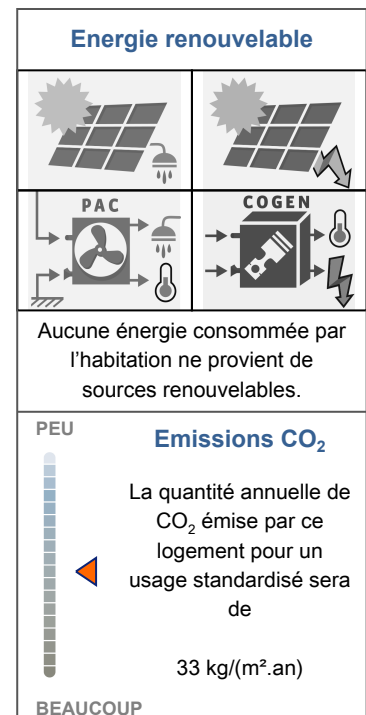 Energie renouvelable
PAC
COGEN
Aucune énergie consommée par
l'habitation ne provient de
sources renouvelables.
PEU
Emissions CO₂
La quantité annuelle de
CO₂ émise par ce
logement pour un
usage standardisé sera
de
33 kg/(m².an)
BEAUCOUP